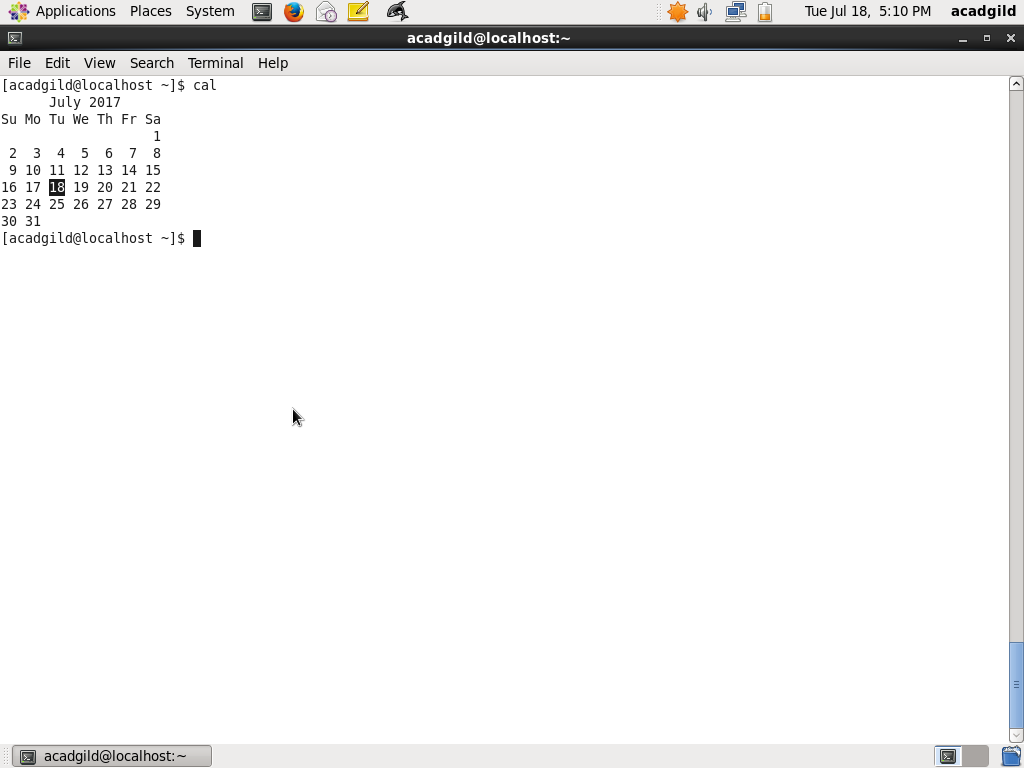 Applications Places System Tue Jul 18, 5:10 PM acadgild
acadgild@localhost:~
File Edit View Search Terminal Help
[acadgild@localhost ~]$ cal
      July 2017
Su Mo Tu We Th Fr Sa
                   1
 2  3  4  5  6  7  8
 9 10 11 12 13 14 15
16 17 18 19 20 21 22
23 24 25 26 27 28 29
30 31
[acadgild@localhost ~]$
acadgild@localhost:~